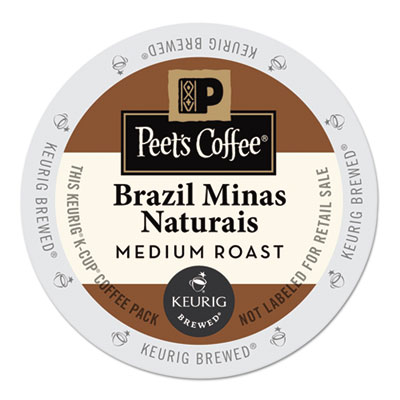 KEURIG BREWED®
P
Peet's Coffee®
Brazil Minas
Naturais
MEDIUM ROAST
KEURIG
BREWED®
THIS KEURIG® K-CUP® COFFEE PACK
NOT LABELED FOR RETAIL SALE
KEURIG BREWED®
KEURIG BREWED®
KEURIG BREWED®